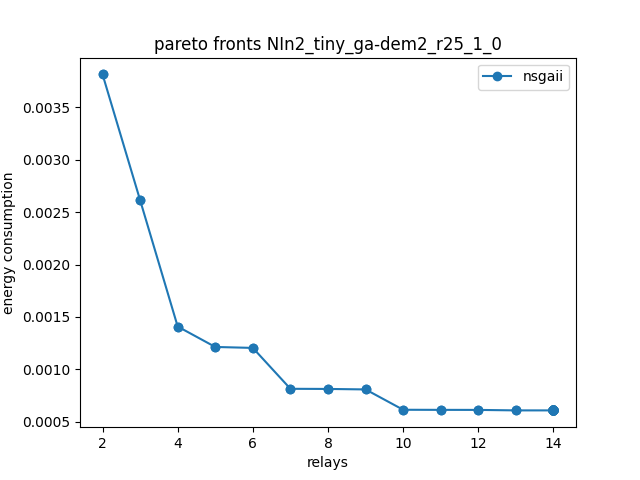 pareto fronts NIn2_tiny_ga-dem2_r25_1_0
nsgaii
energy consumption
0.0035
0.0030
0.0025
0.0020
0.0015
0.0010
0.0005
2 4 6 8 10 12 14
relays